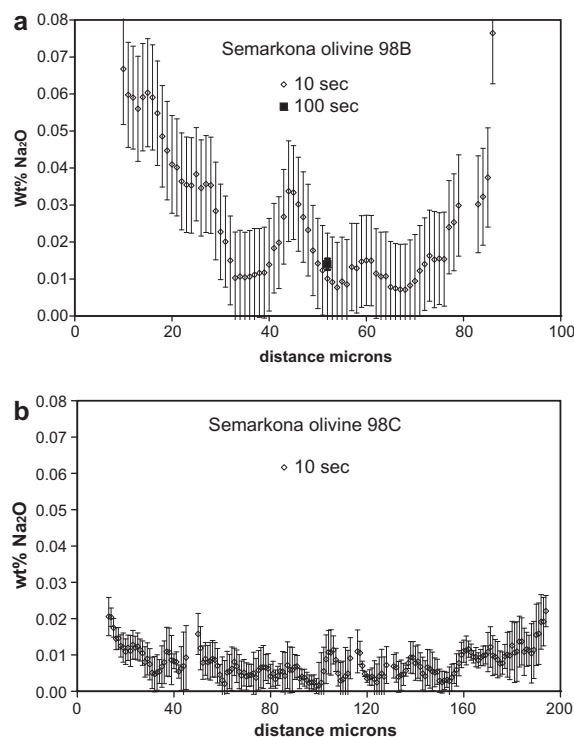 a
0.08
0.07
0.06
0.05
0.04
0.03
0.02
0.01
0
Wt% Na2O
Semarkona olivine 98B
10 sec
100 sec
0 20 40 60 80 100
distance microns
b
0.08
0.07
0.06
0.05
0.04
0.03
0.02
0.01
0.00
wt% Na2O
Semarkona olivine 98C
10 sec
0 40 80 120 160 200
distance microns